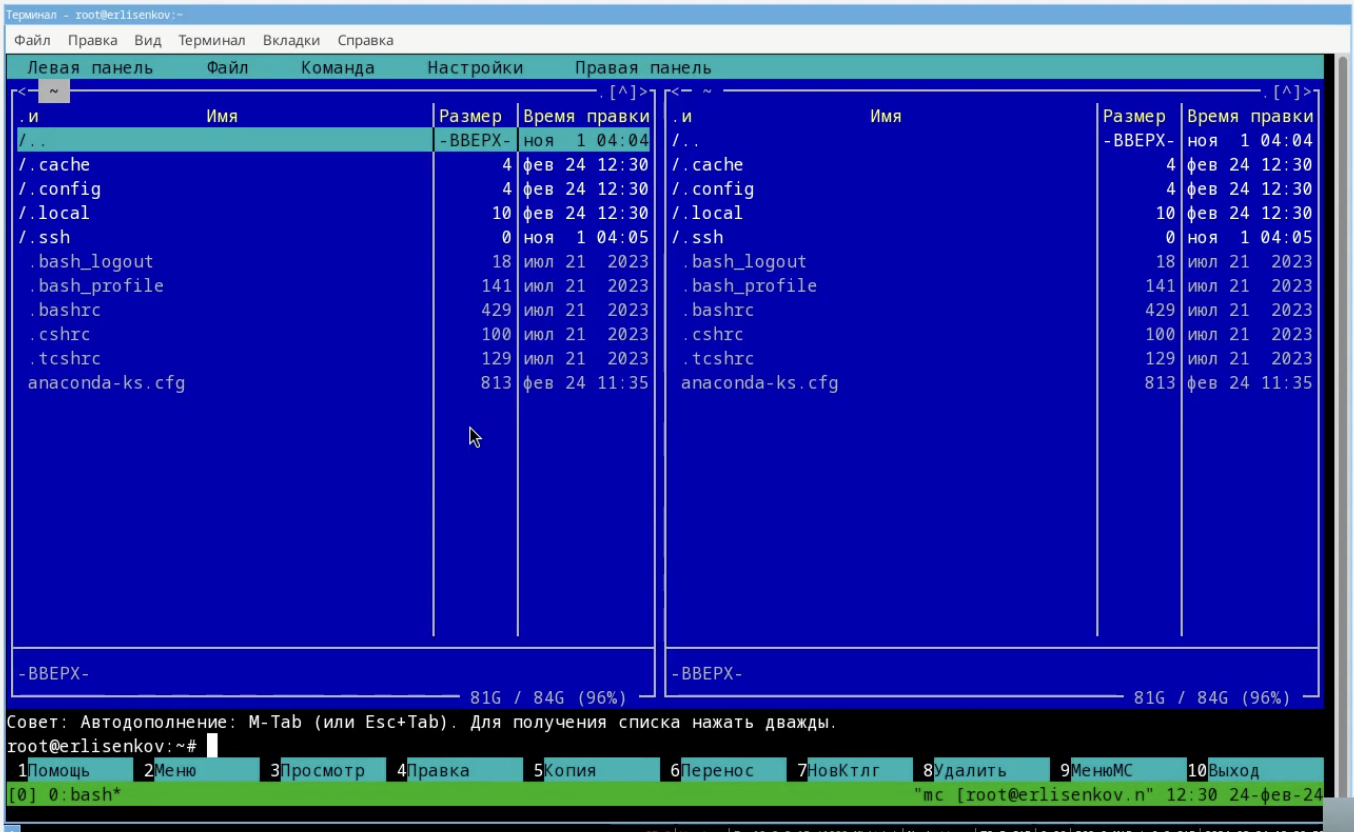 Терминал - root@erlisenkov:~
Файл Правка Вид Терминал Вкладки Справка
Левая панель Файл Команда Настройки Правая панель
<─ ~ .[^]> <─ ~ .[^]>
.и Имя Размер Время правки .и Имя Размер Время правки
/.. -ВВЕРХ- ноя 1 04:04 /.. -ВВЕРХ- ноя 1 04:04
/.cache 4 фев 24 12:30 /.cache 4 фев 24 12:30
/.config 4 фев 24 12:30 /.config 4 фев 24 12:30
/.local 10 фев 24 12:30 /.local 10 фев 24 12:30
/.ssh 0 ноя 1 04:05 /.ssh 0 ноя 1 04:05
.bash_logout 18 июл 21 2023 .bash_logout 18 июл 21 2023
.bash_profile 141 июл 21 2023 .bash_profile 141 июл 21 2023
.bashrc 429 июл 21 2023 .bashrc 429 июл 21 2023
.cshrc 100 июл 21 2023 .cshrc 100 июл 21 2023
.tcshrc 129 июл 21 2023 .tcshrc 129 июл 21 2023
anaconda-ks.cfg 813 фев 24 11:35 anaconda-ks.cfg 813 фев 24 11:35
-ВВЕРХ- -ВВЕРХ-
81G / 84G (96%) 81G / 84G (96%)
Совет: Автодополнение: M-Tab (или Esc+Tab). Для получения списка нажать дважды.
root@erlisenkov:~#
1Помощь 2Меню 3Просмотр 4Правка 5Копия 6Перенос 7НовКтлг 8Удалить 9МенюMC 10Выход
[0] 0:bash* "mc [root@erlisenkov.n" 12:30 24-фев-24